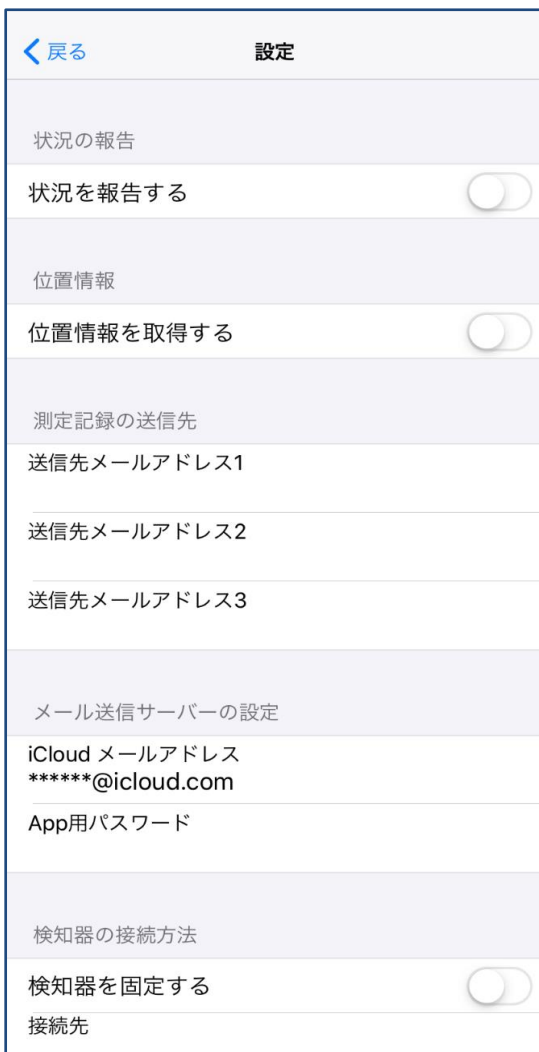 戻る
設定
状況の報告
状況を報告する
位置情報
位置情報を取得する
測定記録の送信先
送信先メールアドレス1
送信先メールアドレス2
送信先メールアドレス3
メール送信サーバーの設定
iCloud メールアドレス
******@icloud.com
App用パスワード
検知器の接続方法
検知器を固定する
接続先